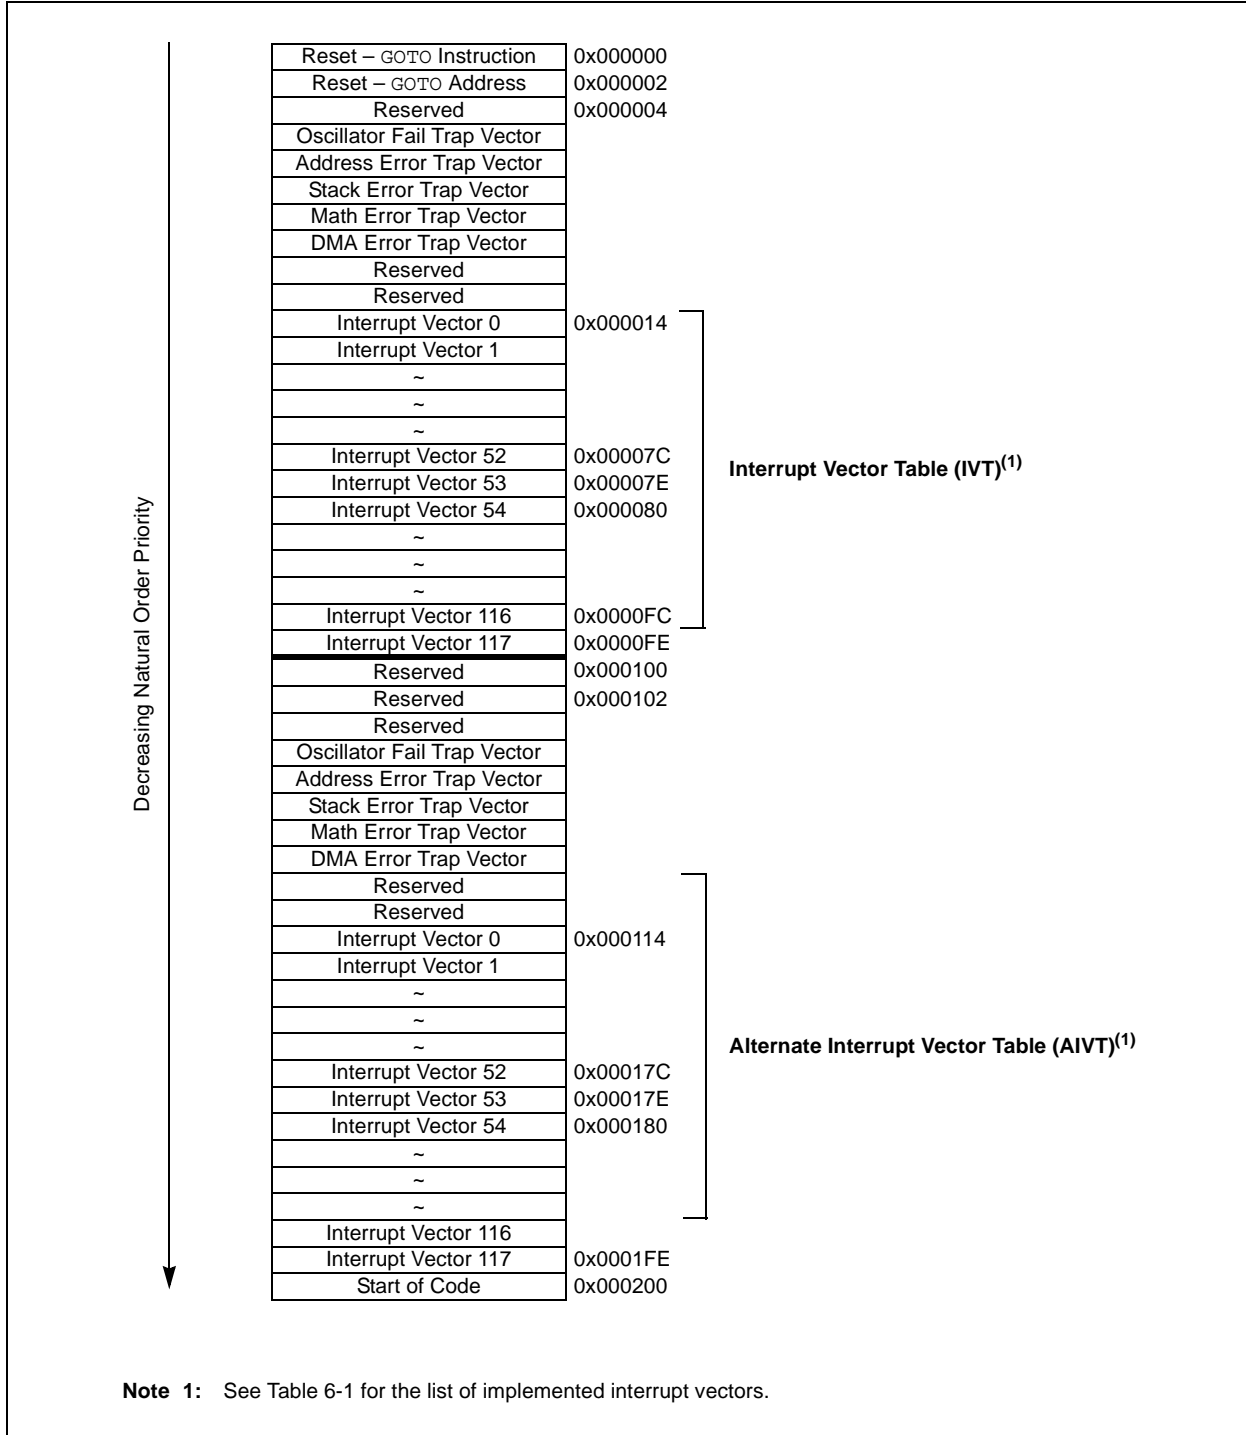 Reset – GOTO Instruction 0x000000
Reset – GOTO Address 0x000002
Reserved 0x000004
Oscillator Fail Trap Vector
Address Error Trap Vector
Stack Error Trap Vector
Math Error Trap Vector
DMA Error Trap Vector
Reserved
Reserved
Interrupt Vector 0 0x000014
Interrupt Vector 1
~
~
~
Interrupt Vector 52 0x00007C
Interrupt Vector Table (IVT)(1)
Interrupt Vector 53 0x00007E
Interrupt Vector 54 0x000080
~
~
~
Interrupt Vector 116 0x0000FC
Interrupt Vector 117 0x0000FE
Decreasing Natural Order Priority
Reserved 0x000100
Reserved 0x000102
Reserved
Oscillator Fail Trap Vector
Address Error Trap Vector
Stack Error Trap Vector
Math Error Trap Vector
DMA Error Trap Vector
Reserved
Reserved
Interrupt Vector 0 0x000114
Interrupt Vector 1
~
~
~
Alternate Interrupt Vector Table (AIVT)(1)
Interrupt Vector 52 0x00017C
Interrupt Vector 53 0x00017E
Interrupt Vector 54 0x000180
~
~
~
Interrupt Vector 116
Interrupt Vector 117 0x0001FE
Start of Code 0x000200
Note 1: See Table 6-1 for the list of implemented interrupt vectors.